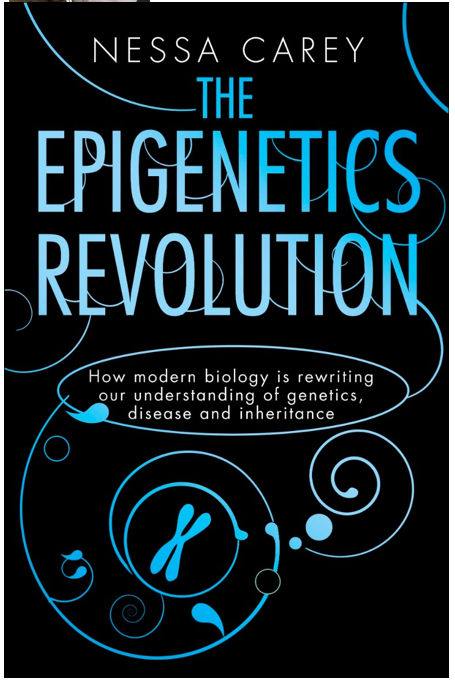 NESSA CAREY
THE
EPIGENETICS
REVOLUTION
How modern biology is rewriting
our understanding of genetics,
disease and inheritance